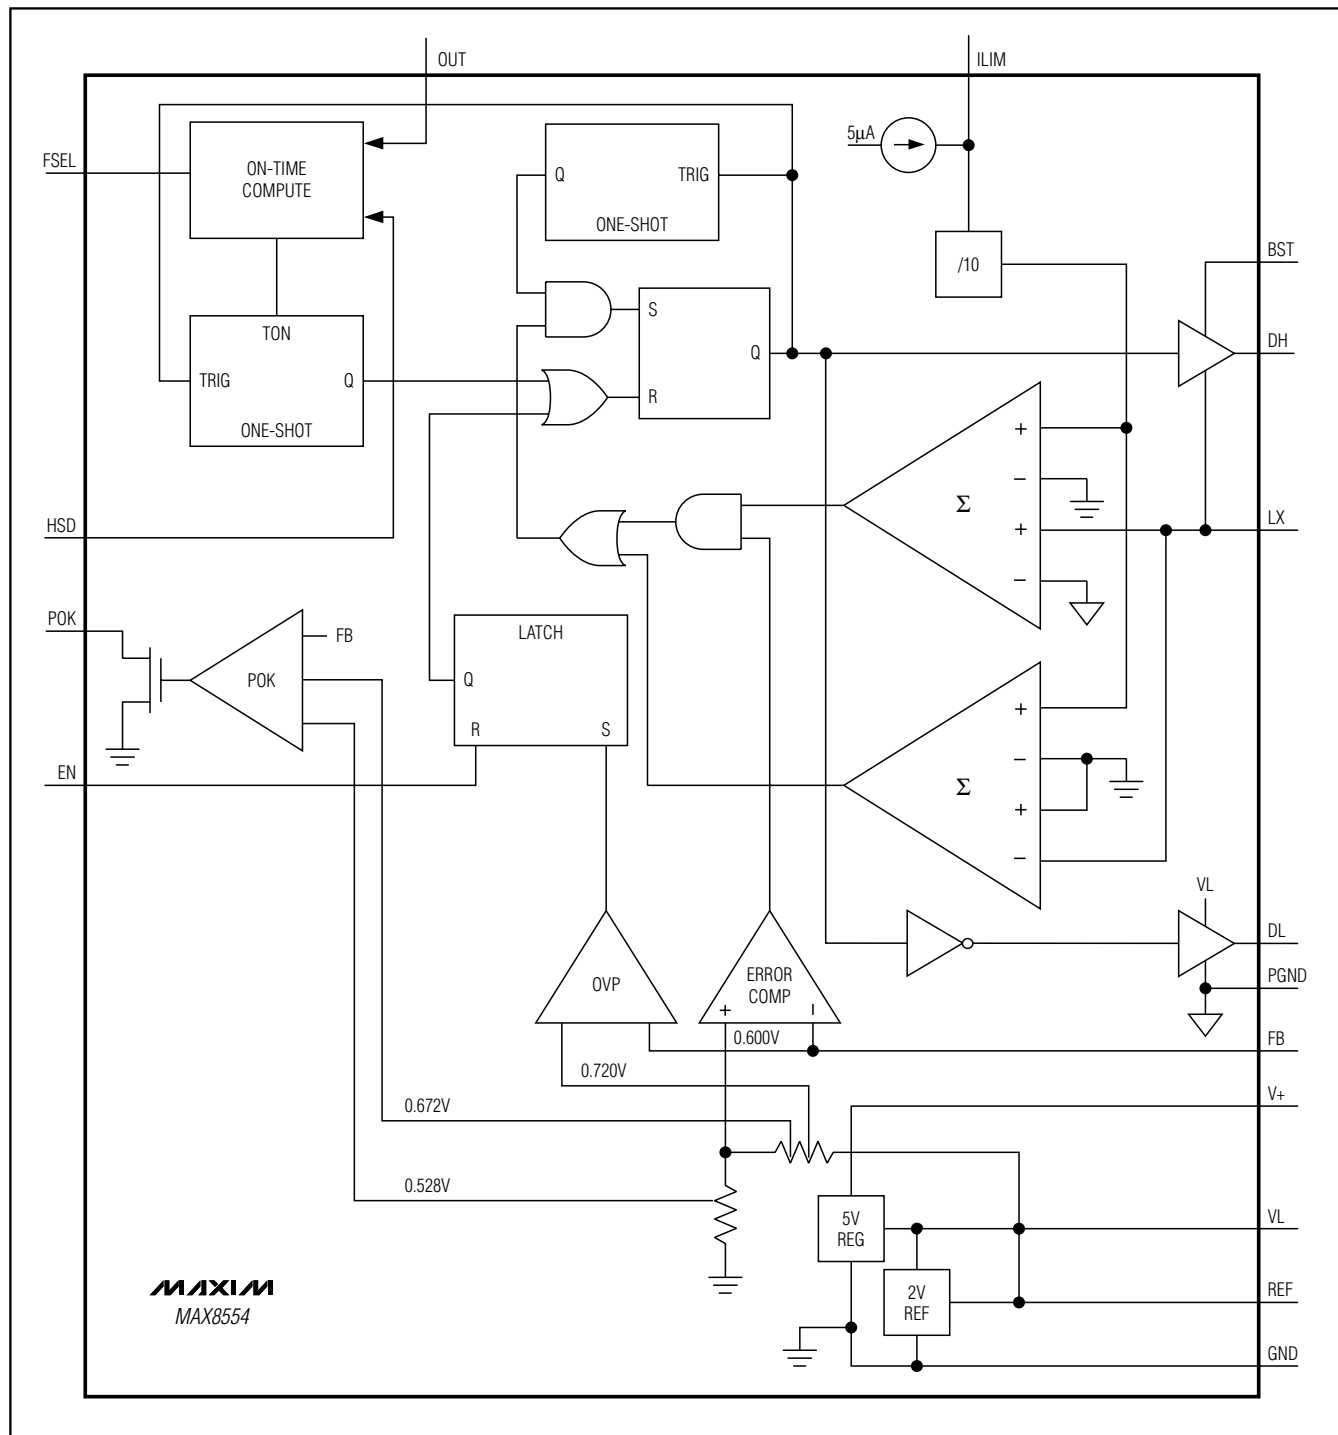 OUT
ILIM
5µA
FSEL
ON-TIME
COMPUTE
Q
TRIG
ONE-SHOT
/10
BST
TON
TRIG
Q
ONE-SHOT
S
Q
R
DH
+
−
Σ
+
−
HSD
LX
POK
FB
POK
LATCH
Q
R
S
EN
+
−
Σ
+
−
VL
DL
PGND
OVP
ERROR
COMP
+
−
0.600V
FB
0.720V
0.672V
V+
0.528V
5V
REG
VL
2V
REF
REF
MAXIM
MAX8554
GND